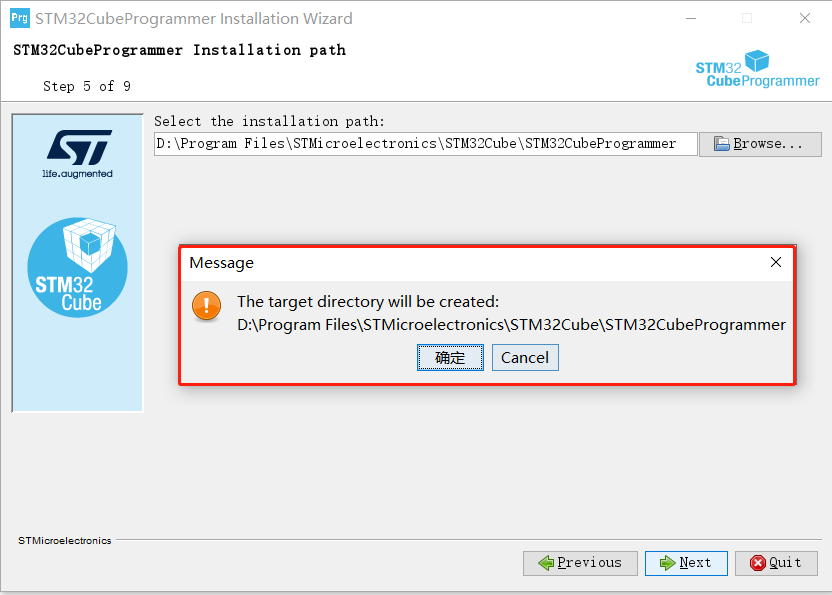 Prg STM32CubeProgrammer Installation Wizard
STM32CubeProgrammer Installation path
Step 5 of 9
STM32
CubeProgrammer
Select the installation path:
D:\Program Files\STMicroelectronics\STM32Cube\STM32CubeProgrammer
Browse...
ST
life.augmented
STM32
Cube
Message
The target directory will be created:
D:\Program Files\STMicroelectronics\STM32Cube\STM32CubeProgrammer
确定 Cancel
STMicroelectronics
Previous Next Quit